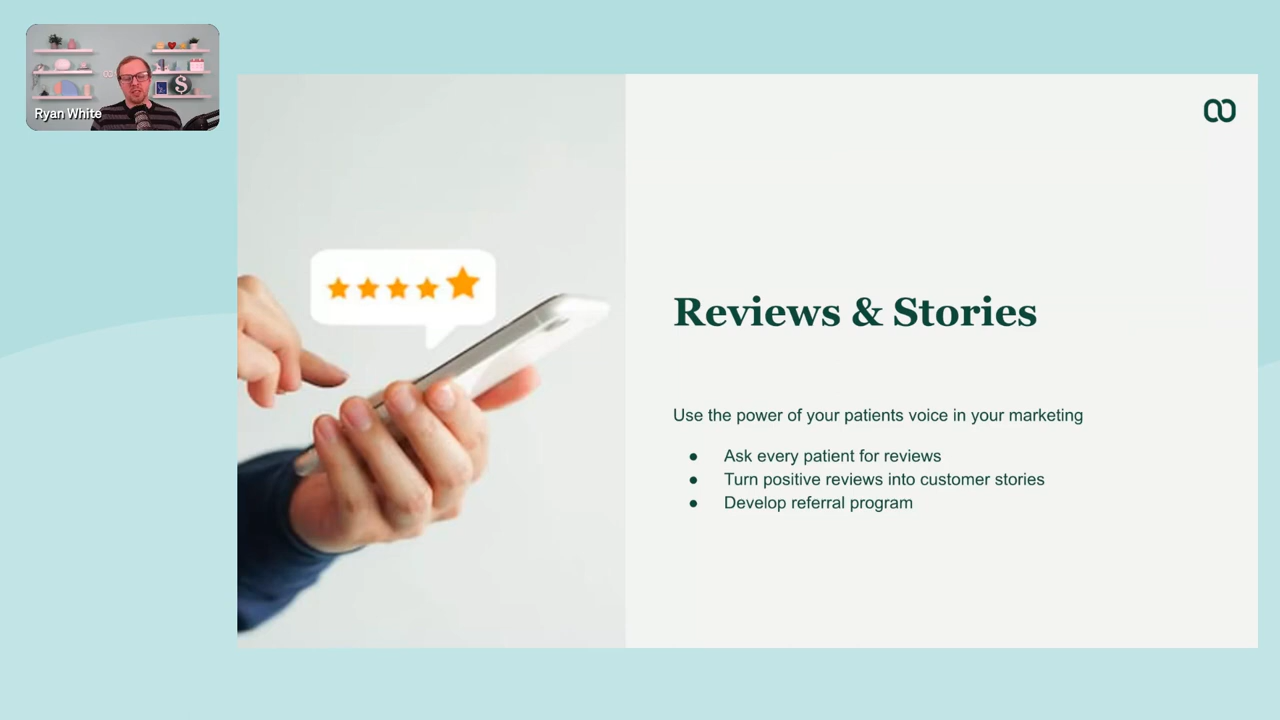 Ryan White
Reviews & Stories
Use the power of your patients voice in your marketing
● Ask every patient for reviews
● Turn positive reviews into customer stories
● Develop referral program